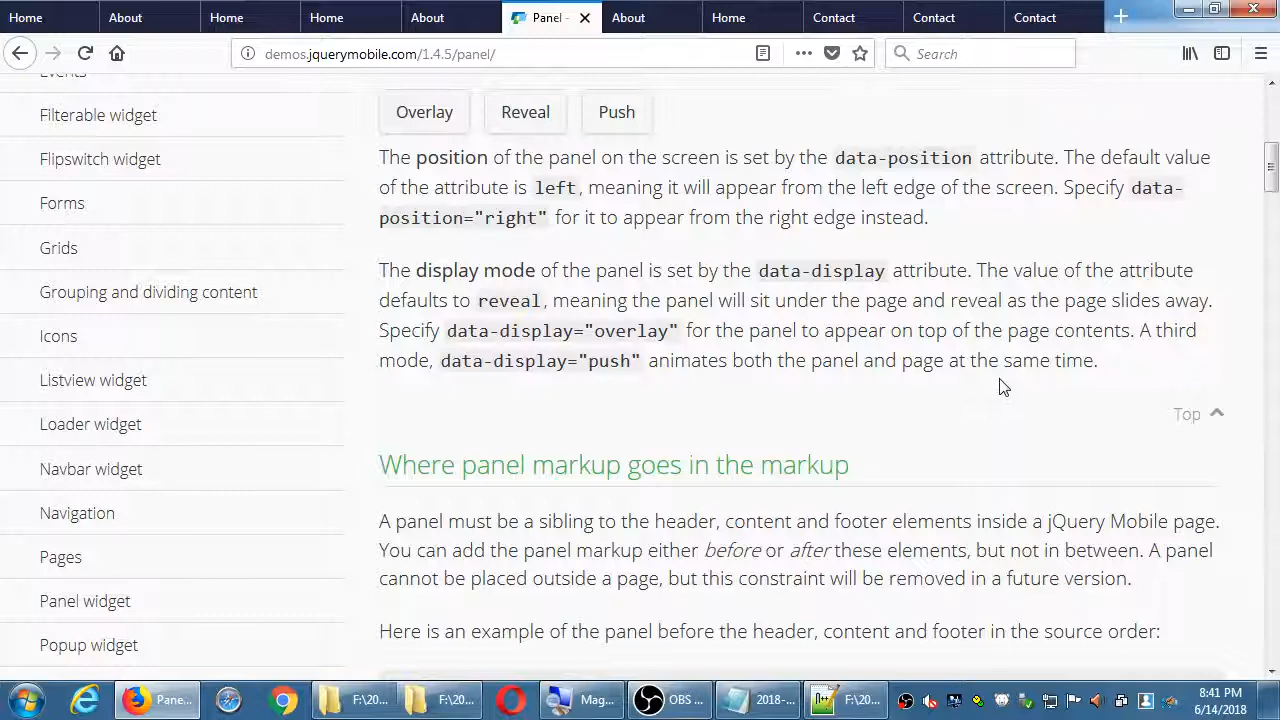 Home
About
Home
Home
About
Panel -
About
Home
Contact
Contact
Contact
demos.jquerymobile.com/1.4.5/panel/
Search
Filterable widget
Flipswitch widget
Forms
Grids
Grouping and dividing content
Icons
Listview widget
Loader widget
Navbar widget
Navigation
Pages
Panel widget
Popup widget
Overlay
Reveal
Push
The position of the panel on the screen is set by the data-position attribute. The default value
of the attribute is left, meaning it will appear from the left edge of the screen. Specify data-
position="right" for it to appear from the right edge instead.
The display mode of the panel is set by the data-display attribute. The value of the attribute
defaults to reveal, meaning the panel will sit under the page and reveal as the page slides away.
Specify data-display="overlay" for the panel to appear on top of the page contents. A third
mode, data-display="push" animates both the panel and page at the same time.
Top
Where panel markup goes in the markup
A panel must be a sibling to the header, content and footer elements inside a jQuery Mobile page.
You can add the panel markup either before or after these elements, but not in between. A panel
cannot be placed outside a page, but this constraint will be removed in a future version.
Here is an example of the panel before the header, content and footer in the source order:
Pane...
F:\20...
F:\20...
Mag...
OBS ...
2018-...
F:\20...
8:41 PM
6/14/2018